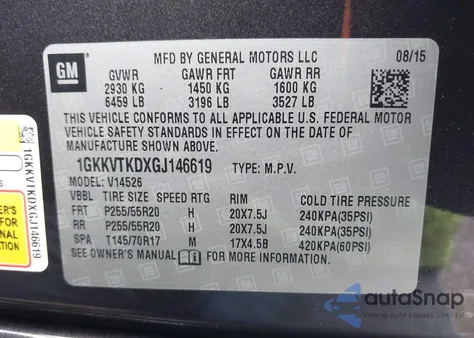 GM
MFD BY GENERAL MOTORS LLC 08/15
GVWR GAWR FRT GAWR RR
2930 KG 1450 KG 1600 KG
6459 LB 3196 LB 3527 LB
THIS VEHICLE CONFORMS TO ALL APPLICABLE U.S. FEDERAL MOTOR
VEHICLE SAFETY STANDARDS IN EFFECT ON THE DATE OF
MANUFACTURE SHOWN ABOVE.
1GKKVTKDXGJ146619 TYPE: M.P.V.
MODEL: V14526
VBBL TIRE SIZE SPEED RTG RIM COLD TIRE PRESSURE
FRT P255/55R20 H 20X7.5J 240KPA(35PSI)
RR P255/55R20 H 20X7.5J 240KPA(35PSI)
SPA T145/70R17 M 17X4.5B 420KPA(60PSI)
SEE OWNER'S MANUAL FOR MORE INFORMATION.
1GKKVTKDXGJ146619
autoSnap